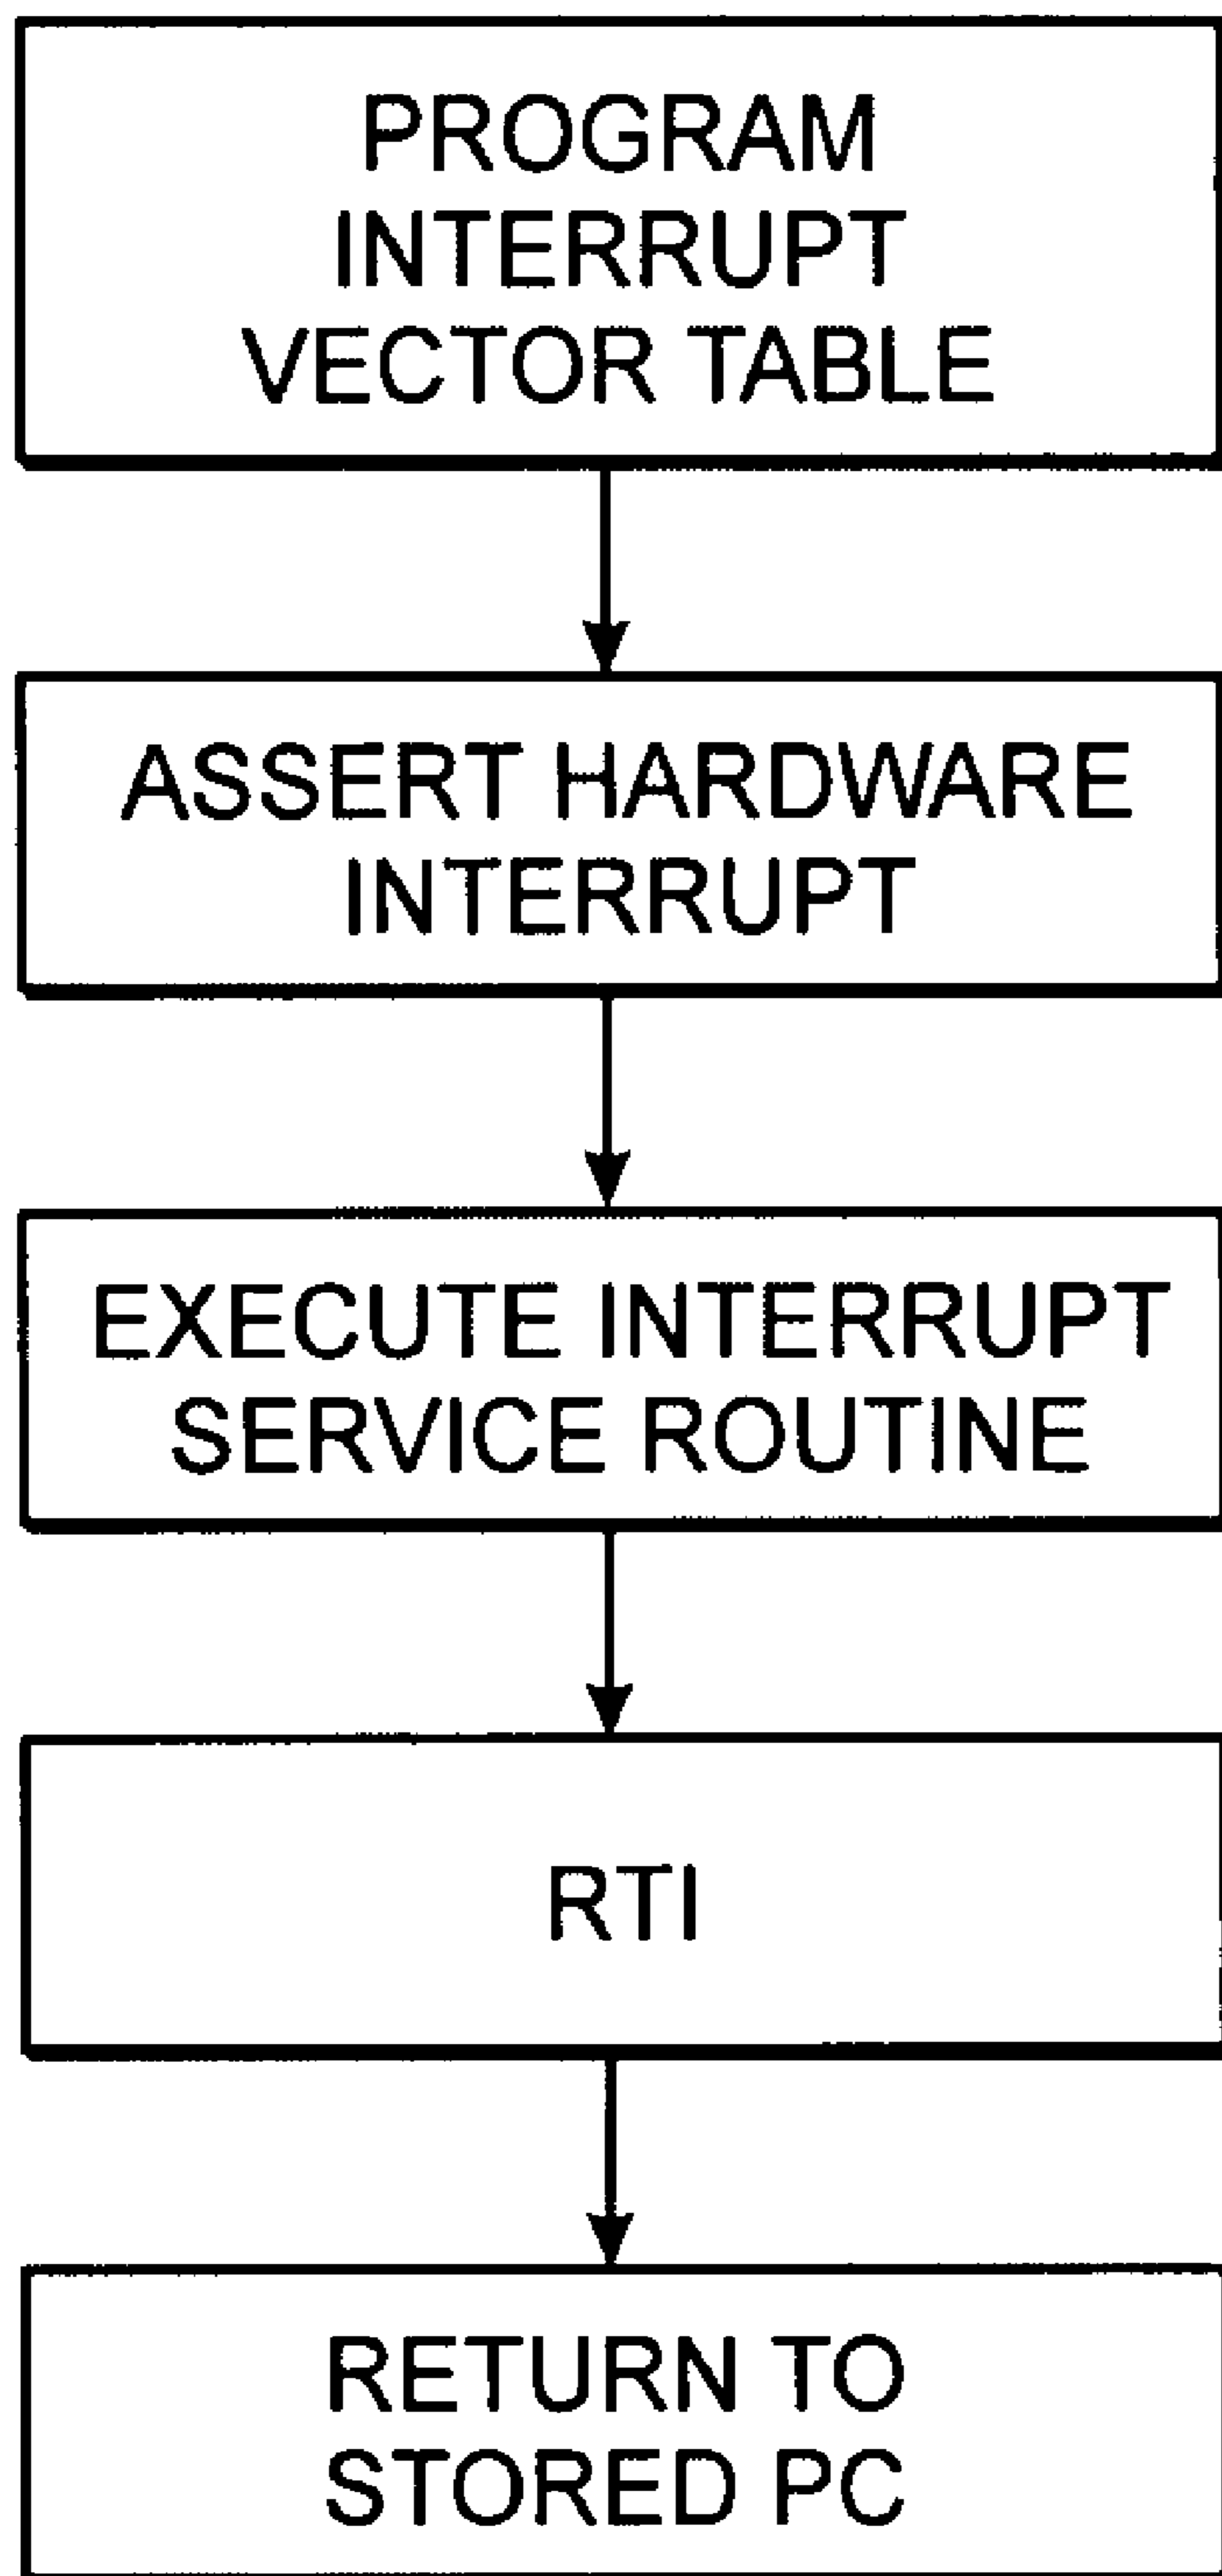 PROGRAM
INTERRUPT
VECTOR TABLE
ASSERT HARDWARE
INTERRUPT
EXECUTE INTERRUPT
SERVICE ROUTINE
RTI
RETURN TO
STORED PC